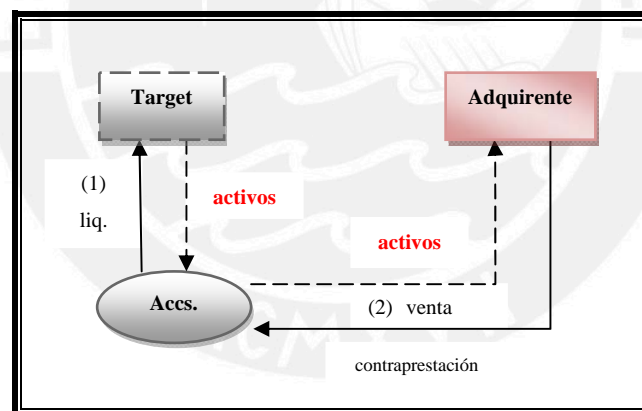 Target
Adquirente
(1)
liq.
activos
activos
Accs.
(2) venta
contraprestación